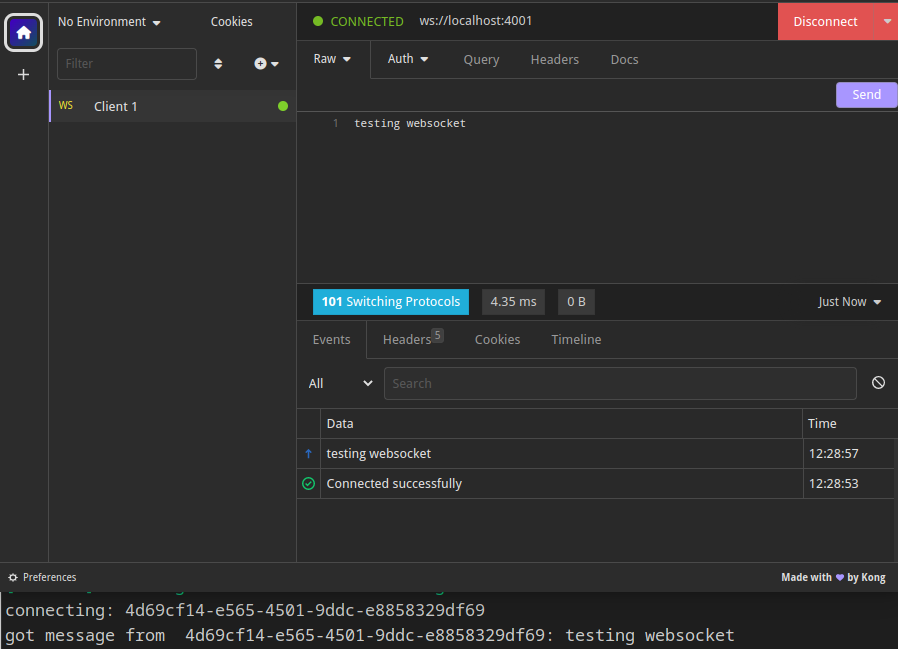 No Environment
Cookies
CONNECTED ws://localhost:4001
Disconnect
Filter
Raw
Auth
Query
Headers
Docs
Send
WS Client 1
1 testing websocket
101 Switching Protocols
4.35 ms
0 B
Just Now
Events
Headers 5
Cookies
Timeline
All
Search
Data Time
testing websocket 12:28:57
Connected successfully 12:28:53
Preferences
Made with by Kong
connecting: 4d69cf14-e565-4501-9ddc-e8858329df69
got message from 4d69cf14-e565-4501-9ddc-e8858329df69: testing websocket